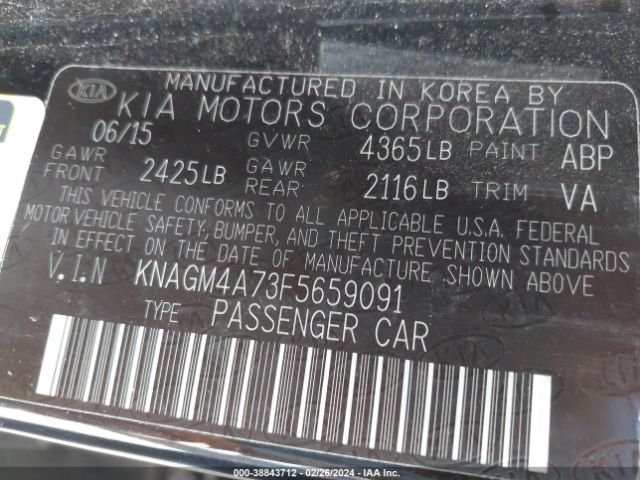 KIA MANUFACTURED IN KOREA BY
KIA MOTORS CORPORATION
06/15 GVWR 4365LB PAINT ABP
GAWR FRONT 2425LB GAWR REAR 2116LB TRIM VA
THIS VEHICLE CONFORMS TO ALL APPLICABLE U.S.A. FEDERAL
MOTOR VEHICLE SAFETY, BUMPER, AND THEFT PREVENTION STANDARDS
IN EFFECT ON THE DATE OF MANUFACTURE SHOWN ABOVE
V.I.N KNAGM4A73F5659091
TYPE PASSENGER CAR
000-38843712 - 02/26/2024 - IAA Inc.